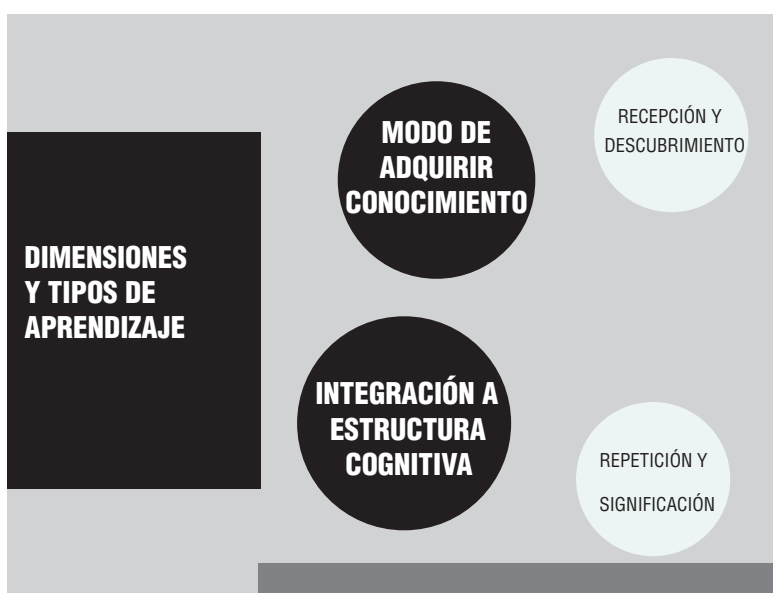 DIMENSIONES
Y TIPOS DE
APRENDIZAJE
MODO DE
ADQUIRIR
CONOCIMIENTO
RECEPCIÓN Y
DESCUBRIMIENTO
INTEGRACIÓN A
ESTRUCTURA
COGNITIVA
REPETICIÓN Y
SIGNIFICACIÓN